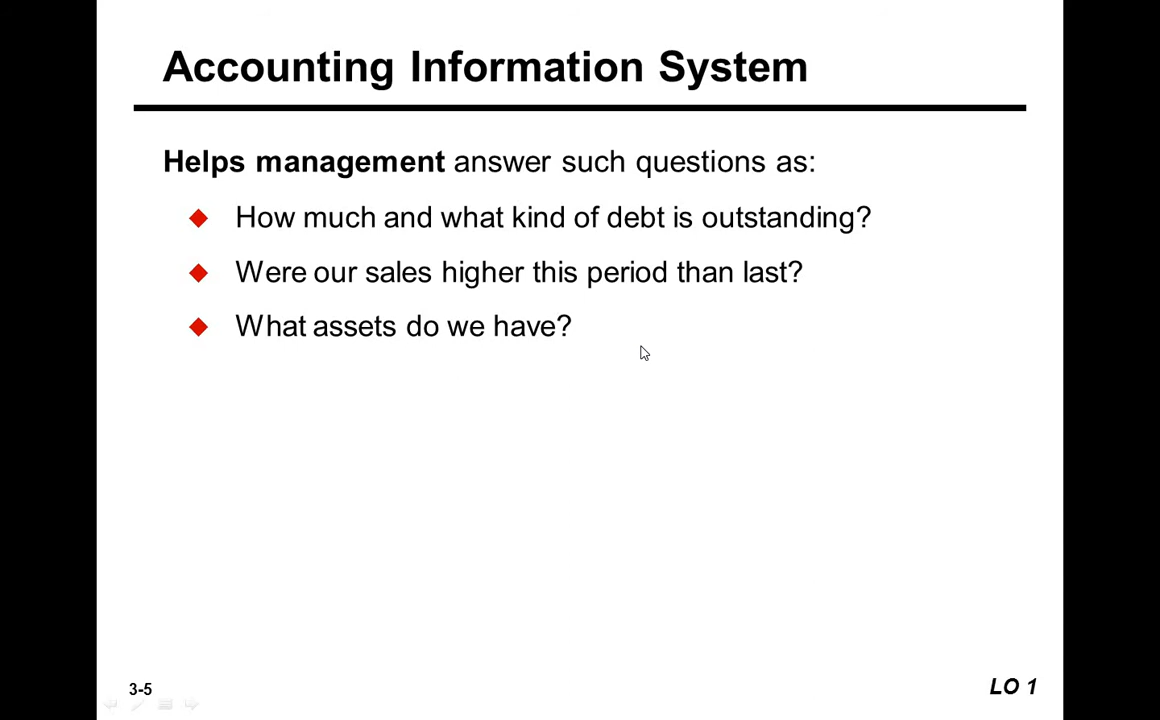 Accounting Information System
Helps management answer such questions as:
How much and what kind of debt is outstanding?
Were our sales higher this period than last?
What assets do we have?
3-5
LO 1